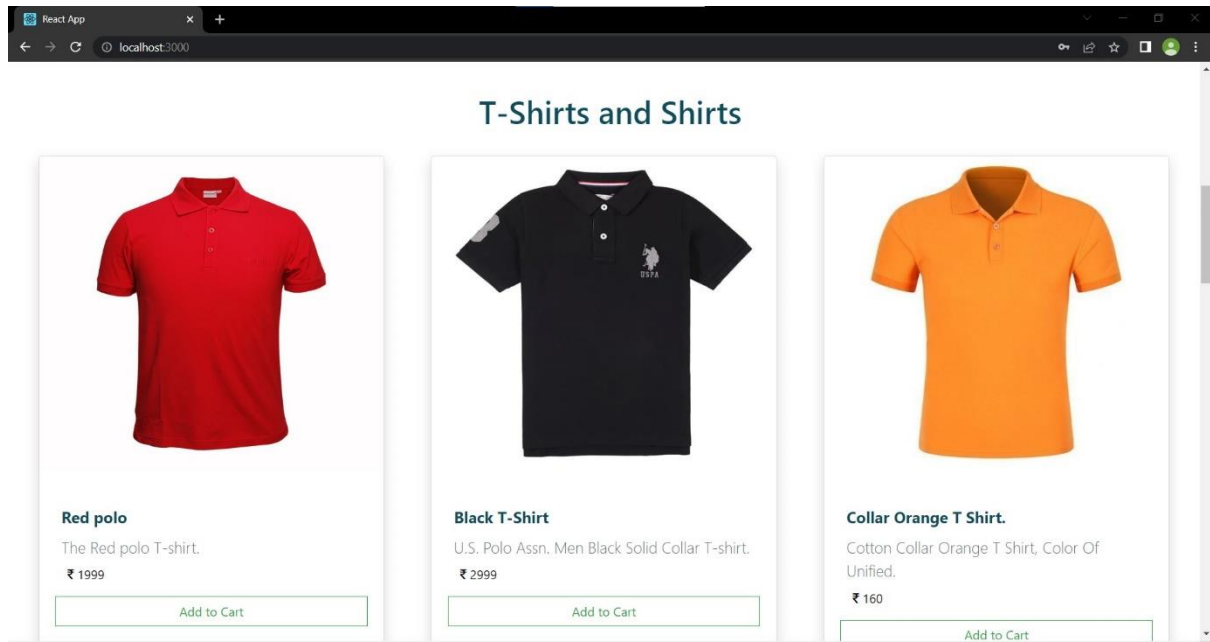 React App
localhost:3000
T-Shirts and Shirts
USPA
Red polo
The Red polo T-shirt.
₹ 1999
Add to Cart
Black T-Shirt
U.S. Polo Assn. Men Black Solid Collar T-shirt.
₹ 2999
Add to Cart
Collar Orange T Shirt.
Cotton Collar Orange T Shirt, Color Of
Unified.
₹ 160
Add to Cart